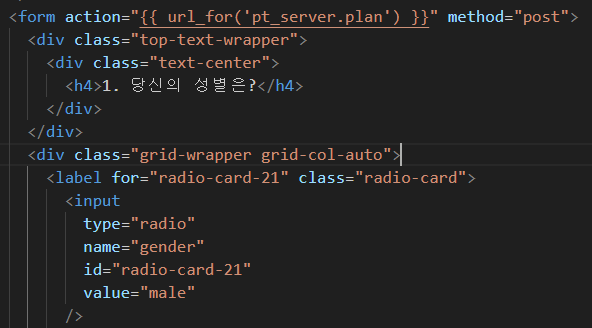 <form action="{{ url_for('pt_server.plan') }}" method="post">
<div class="top-text-wrapper">
<div class="text-center">
<h4>1. 당신의 성별은?</h4>
</div>
</div>
<div class="grid-wrapper grid-col-auto">
<label for="radio-card-21" class="radio-card">
<input
type="radio"
name="gender"
id="radio-card-21"
value="male"
/>